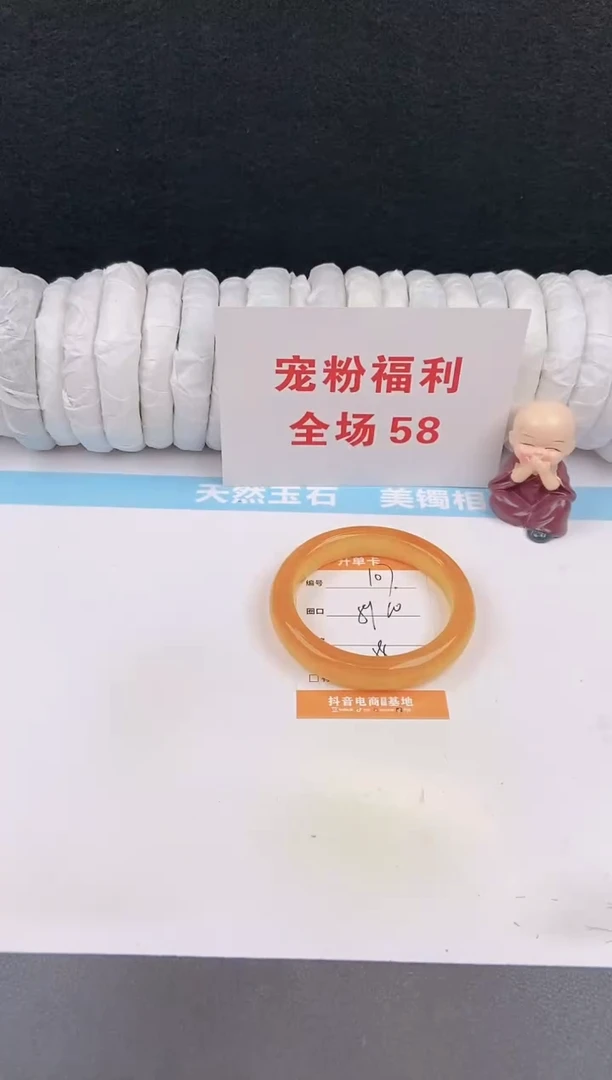 宠粉福利
全场58
天然玉石 美镯相
开单卡
编号 107.
圈口
抖音电商 基地